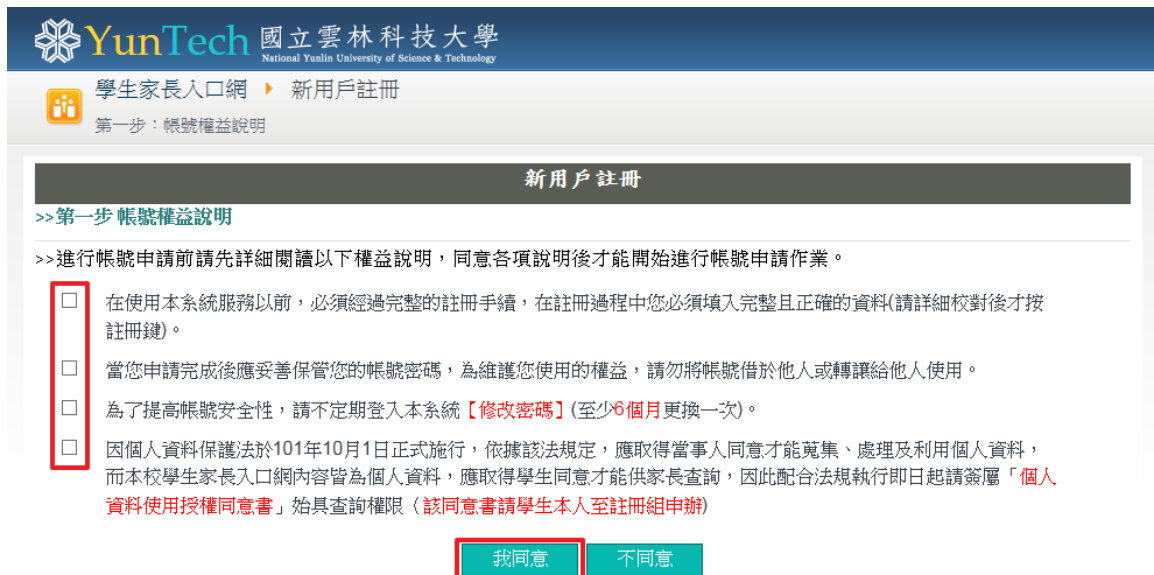 YunTech 國立雲林科技大學
National Yunlin University of Science & Technology
學生家長入口網 新用戶註冊
第一步：帳號權益說明
新用戶註冊
>>第一步 帳號權益說明
>>進行帳號申請前請先詳細閱讀以下權益說明，同意各項說明後才能開始進行帳號申請作業。
在使用本系統服務以前，必須經過完整的註冊手續，在註冊過程中您必須填入完整且正確的資料(請詳細校對後才按
註冊鍵)。
當您申請完成後應妥善保管您的帳號密碼，為維護您使用的權益，請勿將帳號借於他人或轉讓給他人使用。
為了提高帳號安全性，請不定期登入本系統【修改密碼】(至少6個月更換一次)。
因個人資料保護法於101年10月1日正式施行，依據該法規定，應取得當事人同意才能蒐集、處理及利用個人資料，
而本校學生家長入口網內容皆為個人資料，應取得學生同意才能供家長查詢，因此配合法規執行即日起請簽屬「個人
資料使用授權同意書」始具查詢權限（該同意書請學生本人至註冊組申辦)
我同意 不同意